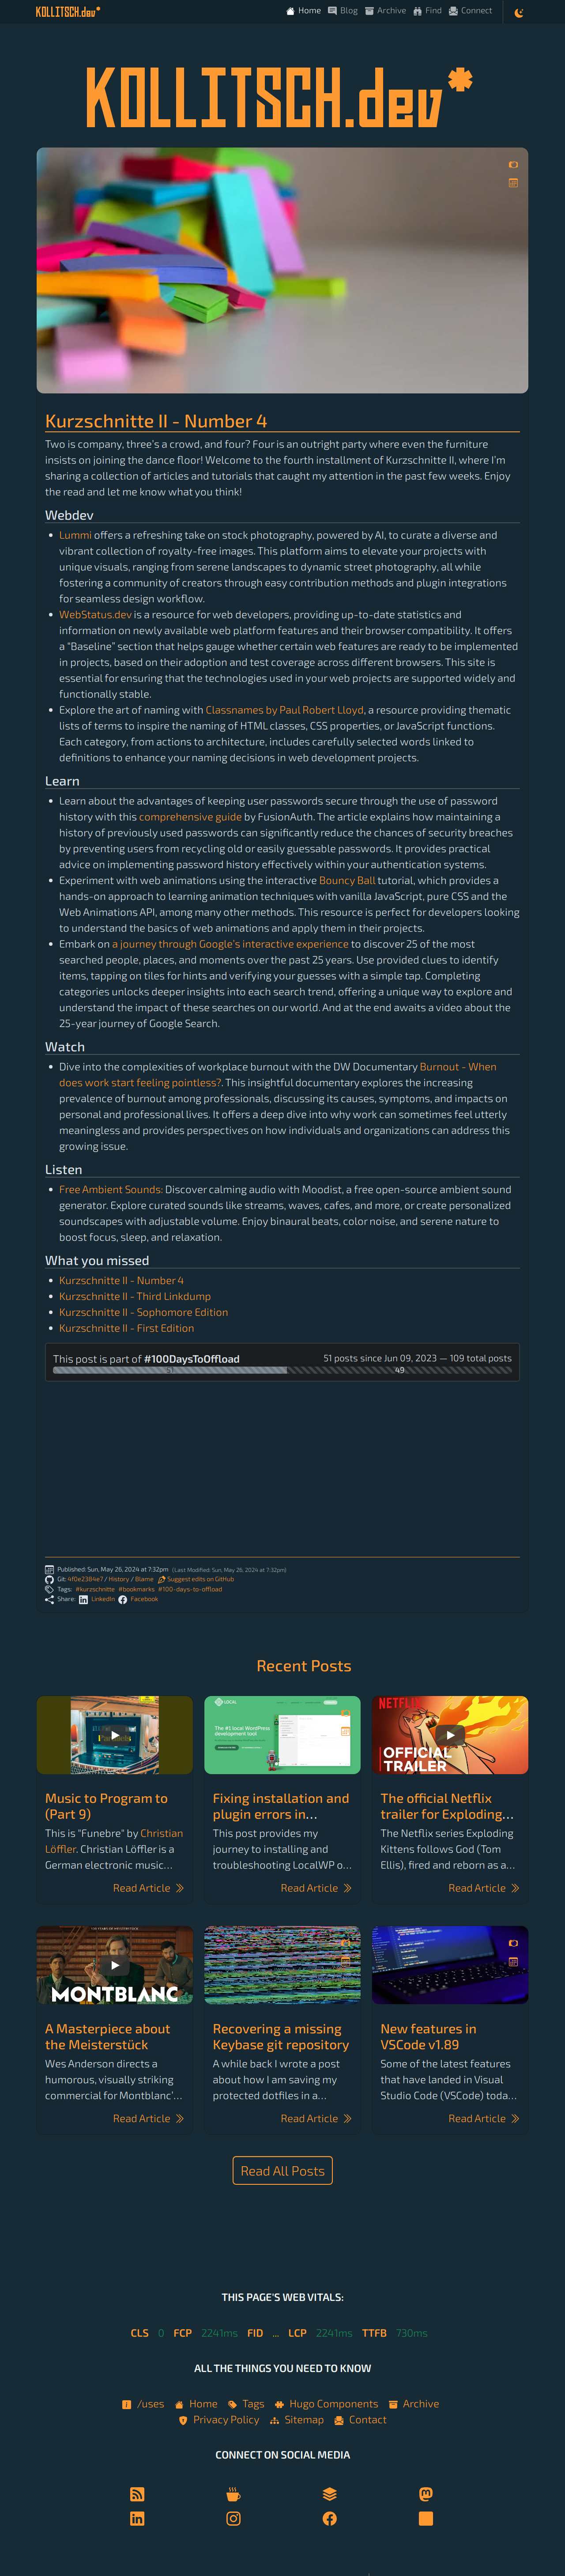 KOLLITSCH.dev*
Home Blog Archive Find Connect
KOLLITSCH.dev*
Kurzschnitte II - Number 4
Two is company, three's a crowd, and four? Four is an outright party where even the furniture
insists on joining the dance floor! Welcome to the fourth installment of Kurzschnitte II, where I'm
sharing a collection of articles and tutorials that caught my attention in the past few weeks. Enjoy
the read and let me know what you think!
Webdev
Lummi offers a refreshing take on stock photography, powered by AI, to curate a diverse and
vibrant collection of royalty-free images. This platform aims to elevate your projects with
unique visuals, ranging from serene landscapes to dynamic street photography, all while
fostering a community of creators through easy contribution methods and plugin integrations
for seamless design workflow.
WebStatus.dev is a resource for web developers, providing up-to-date statistics and
information on newly available web platform features and their browser compatibility. It offers
a “Baseline” section that helps gauge whether certain web features are ready to be implemented
in projects, based on their adoption and test coverage across different browsers. This site is
essential for ensuring that the technologies used in your web projects are supported widely and
functionally stable.
Explore the art of naming with Classnames by Paul Robert Lloyd, a resource providing thematic
lists of terms to inspire the naming of HTML classes, CSS properties, or JavaScript functions.
Each category, from actions to architecture, includes carefully selected words linked to
definitions to enhance your naming decisions in web development projects.
Learn
Learn about the advantages of keeping user passwords secure through the use of password
history with this comprehensive guide by FusionAuth. The article explains how maintaining a
history of previously used passwords can significantly reduce the chances of security breaches
by preventing users from recycling old or easily guessable passwords. It provides practical
advice on implementing password history effectively within your authentication systems.
Experiment with web animations using the interactive Bouncy Ball tutorial, which provides a
hands-on approach to learning animation techniques with vanilla JavaScript, pure CSS and the
Web Animations API, among many other methods. This resource is perfect for developers looking
to understand the basics of web animations and apply them in their projects.
Embark on a journey through Google's interactive experience to discover 25 of the most
searched people, places, and moments over the past 25 years. Use provided clues to identify
items, tapping on tiles for hints and verifying your guesses with a simple tap. Completing
categories unlocks deeper insights into each search trend, offering a unique way to explore and
understand the impact of these searches on our world. And at the end awaits a video about the
25-year journey of Google Search.
Watch
Dive into the complexities of workplace burnout with the DW Documentary Burnout - When
does work start feeling pointless?. This insightful documentary explores the increasing
prevalence of burnout among professionals, discussing its causes, symptoms, and impacts on
personal and professional lives. It offers a deep dive into why work can sometimes feel utterly
meaningless and provides perspectives on how individuals and organizations can address this
growing issue.
Listen
Free Ambient Sounds: Discover calming audio with Moodist, a free open-source ambient sound
generator. Explore curated sounds like streams, waves, cafes, and more, or create personalized
soundscapes with adjustable volume. Enjoy binaural beats, color noise, and serene nature to
boost focus, sleep, and relaxation.
What you missed
Kurzschnitte II - Number 4
Kurzschnitte II - Third Linkdump
Kurzschnitte II - Sophomore Edition
Kurzschnitte II - First Edition
This post is part of #100DaysToOffload 51 posts since Jun 09, 2023 — 109 total posts
51 49
Published: Sun, May 26, 2024 at 7:32pm (Last Modified: Sun, May 26, 2024 at 7:32pm)
Git: 4f0e2384e7 / History / Blame Suggest edits on GitHub
Tags: #kurzschnitte #bookmarks #100-days-to-offload
Share: LinkedIn Facebook
Recent Posts
LOCAL
The #1 local WordPress
development tool
NETFLIX
OFFICIAL
TRAILER
Music to Program to
(Part 9)
This is "Funebre" by Christian
Löffler. Christian Löffler is a
German electronic music…
Read Article
Fixing installation and
plugin errors in…
This post provides my
journey to installing and
troubleshooting LocalWP o…
Read Article
The official Netflix
trailer for Exploding…
The Netflix series Exploding
Kittens follows God (Tom
Ellis), fired and reborn as a…
Read Article
MONTBLANC
A Masterpiece about
the Meisterstück
Wes Anderson directs a
humorous, visually striking
commercial for Montblanc'…
Read Article
Recovering a missing
Keybase git repository
A while back I wrote a post
about how I am saving my
protected dotfiles in a…
Read Article
New features in
VSCode v1.89
Some of the latest features
that have landed in Visual
Studio Code (VSCode) toda…
Read Article
Read All Posts
THIS PAGE'S WEB VITALS:
CLS 0 FCP 2241ms FID ... LCP 2241ms TTFB 730ms
ALL THE THINGS YOU NEED TO KNOW
/uses Home Tags Hugo Components Archive
Privacy Policy Sitemap Contact
CONNECT ON SOCIAL MEDIA